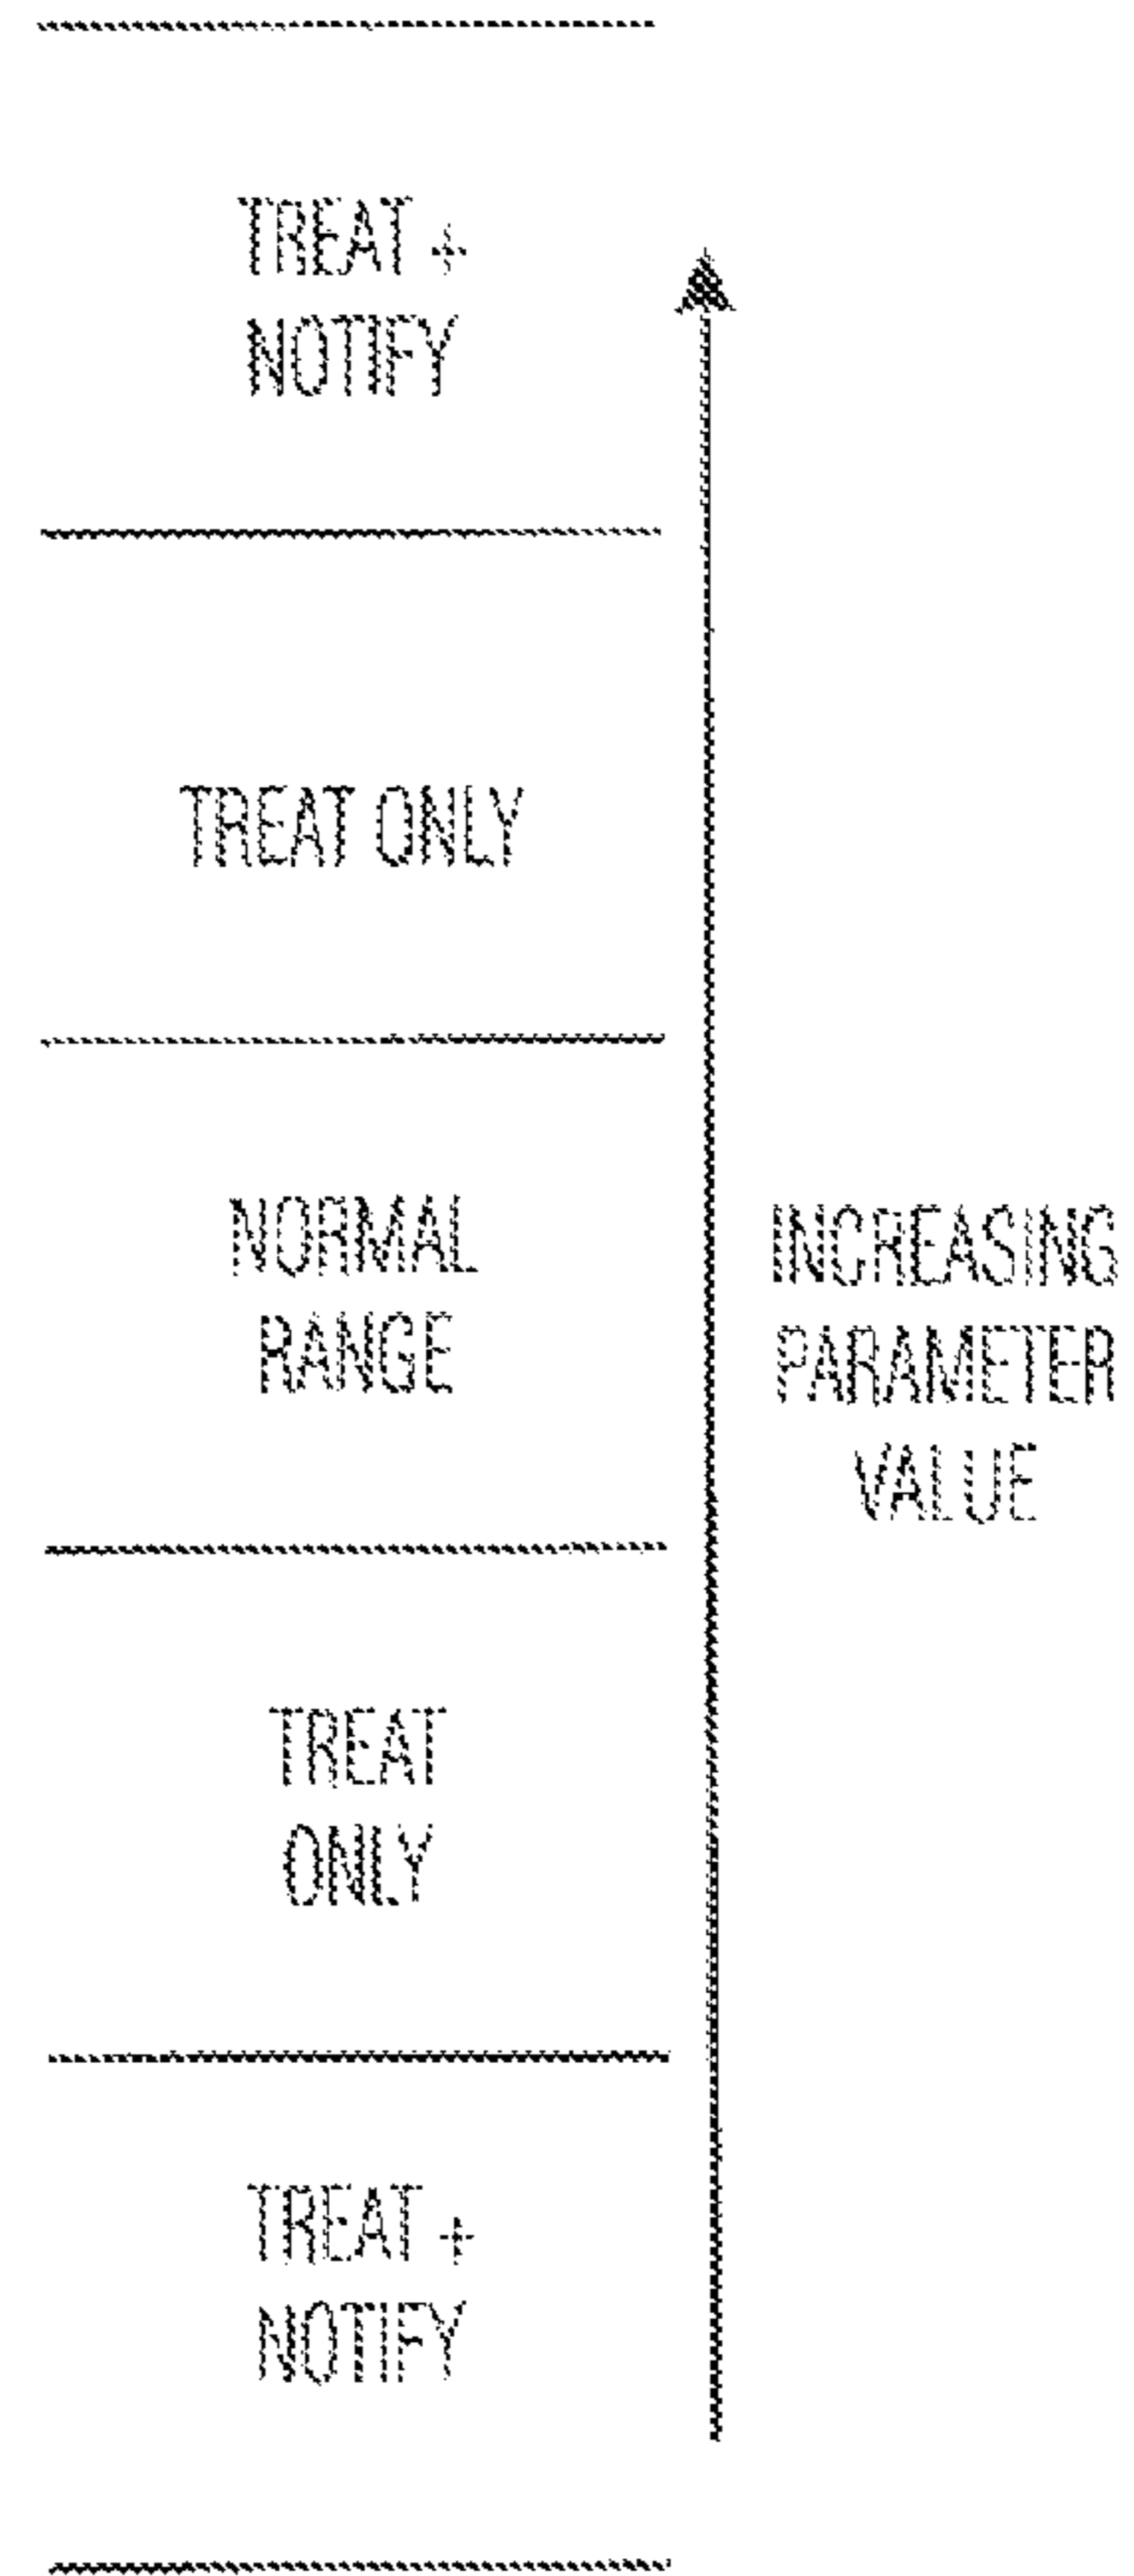 TREAT +
NOTIFY
TREAT ONLY
NORMAL
RANGE
INCREASING
PARAMETER
VALUE
TREAT
ONLY
TREAT +
NOTIFY